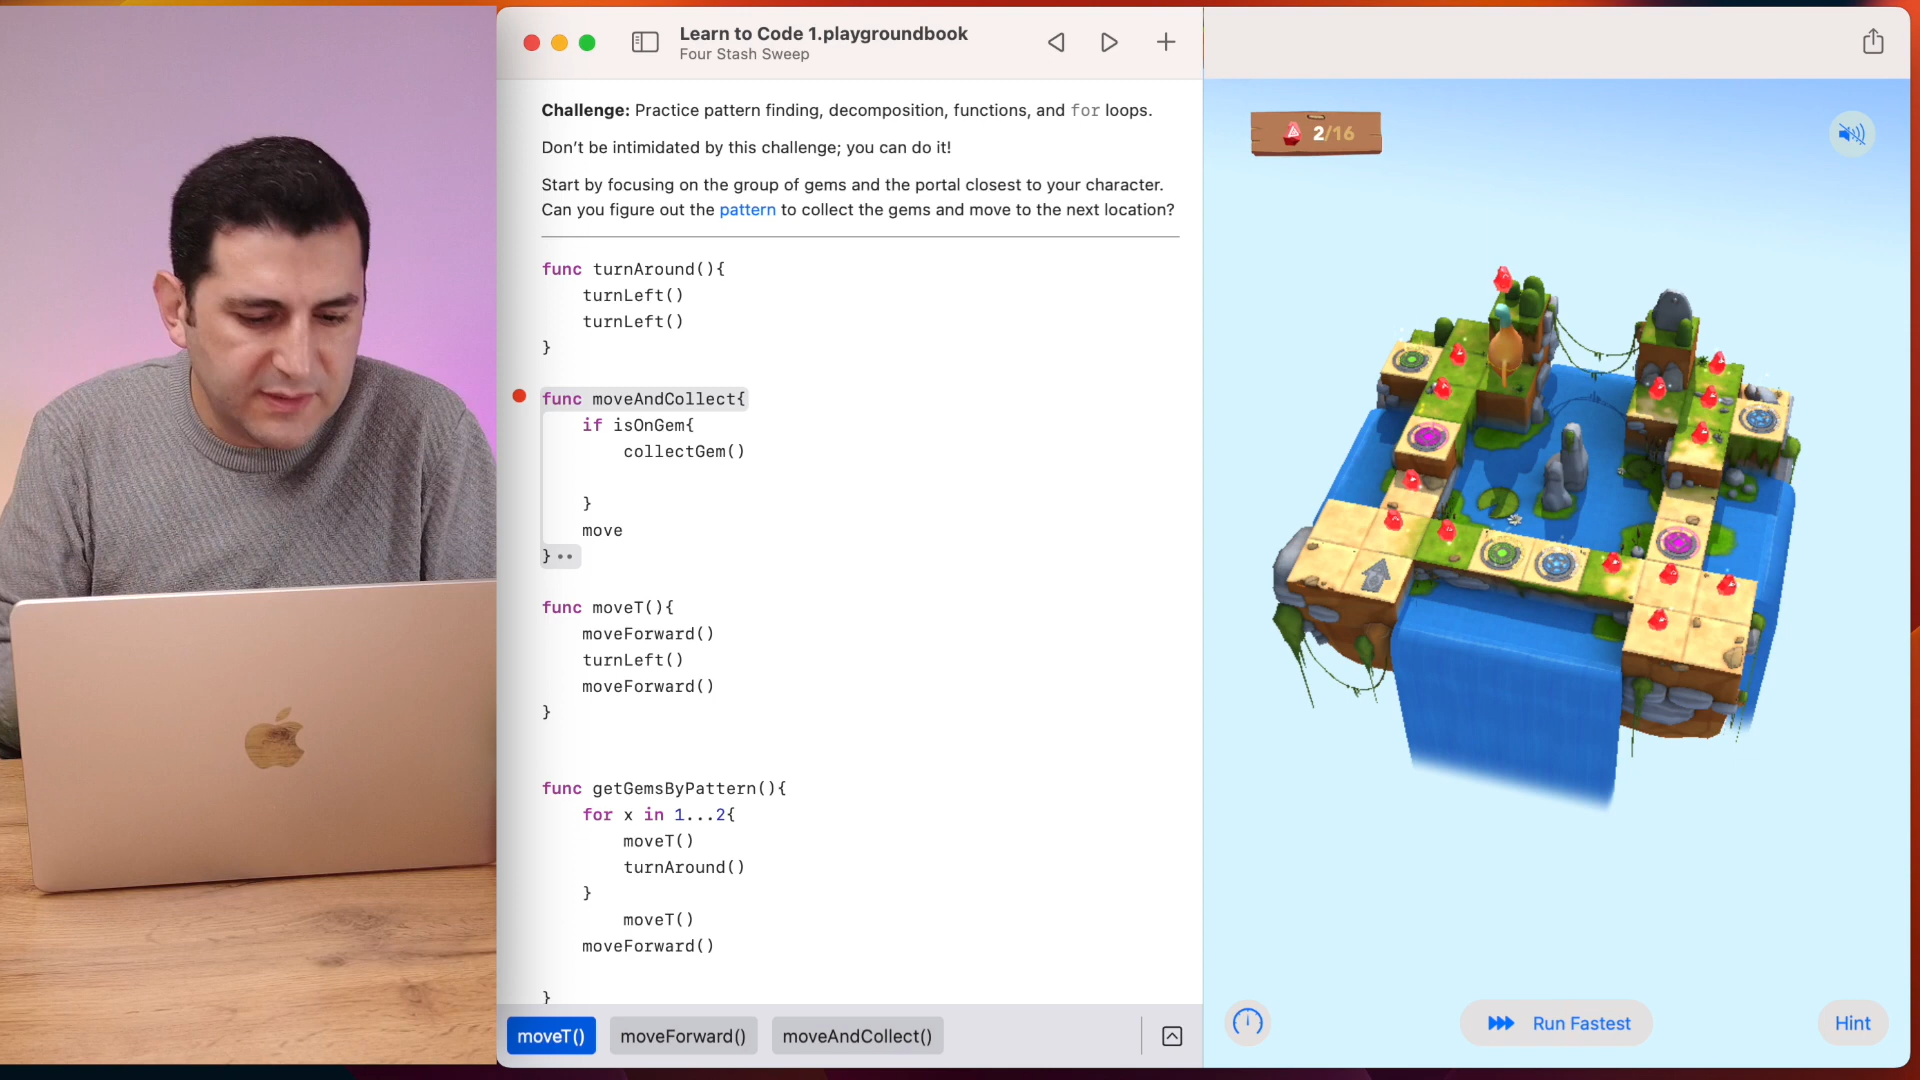 Learn to Code 1.playgroundbook
Four Stash Sweep
Challenge: Practice pattern finding, decomposition, functions, and for loops.
Don’t be intimidated by this challenge; you can do it!
Start by focusing on the group of gems and the portal closest to your character.
Can you figure out the pattern to collect the gems and move to the next location?
func turnAround(){
turnLeft()
turnLeft()
}
func moveAndCollect{
if isOnGem{
collectGem()
}
move
}
func moveT(){
moveForward()
turnLeft()
moveForward()
}
func getGemsByPattern(){
for x in 1...2{
moveT()
turnAround()
}
moveT()
moveForward()
}
moveT() moveForward() moveAndCollect()
2/16
Run Fastest
Hint